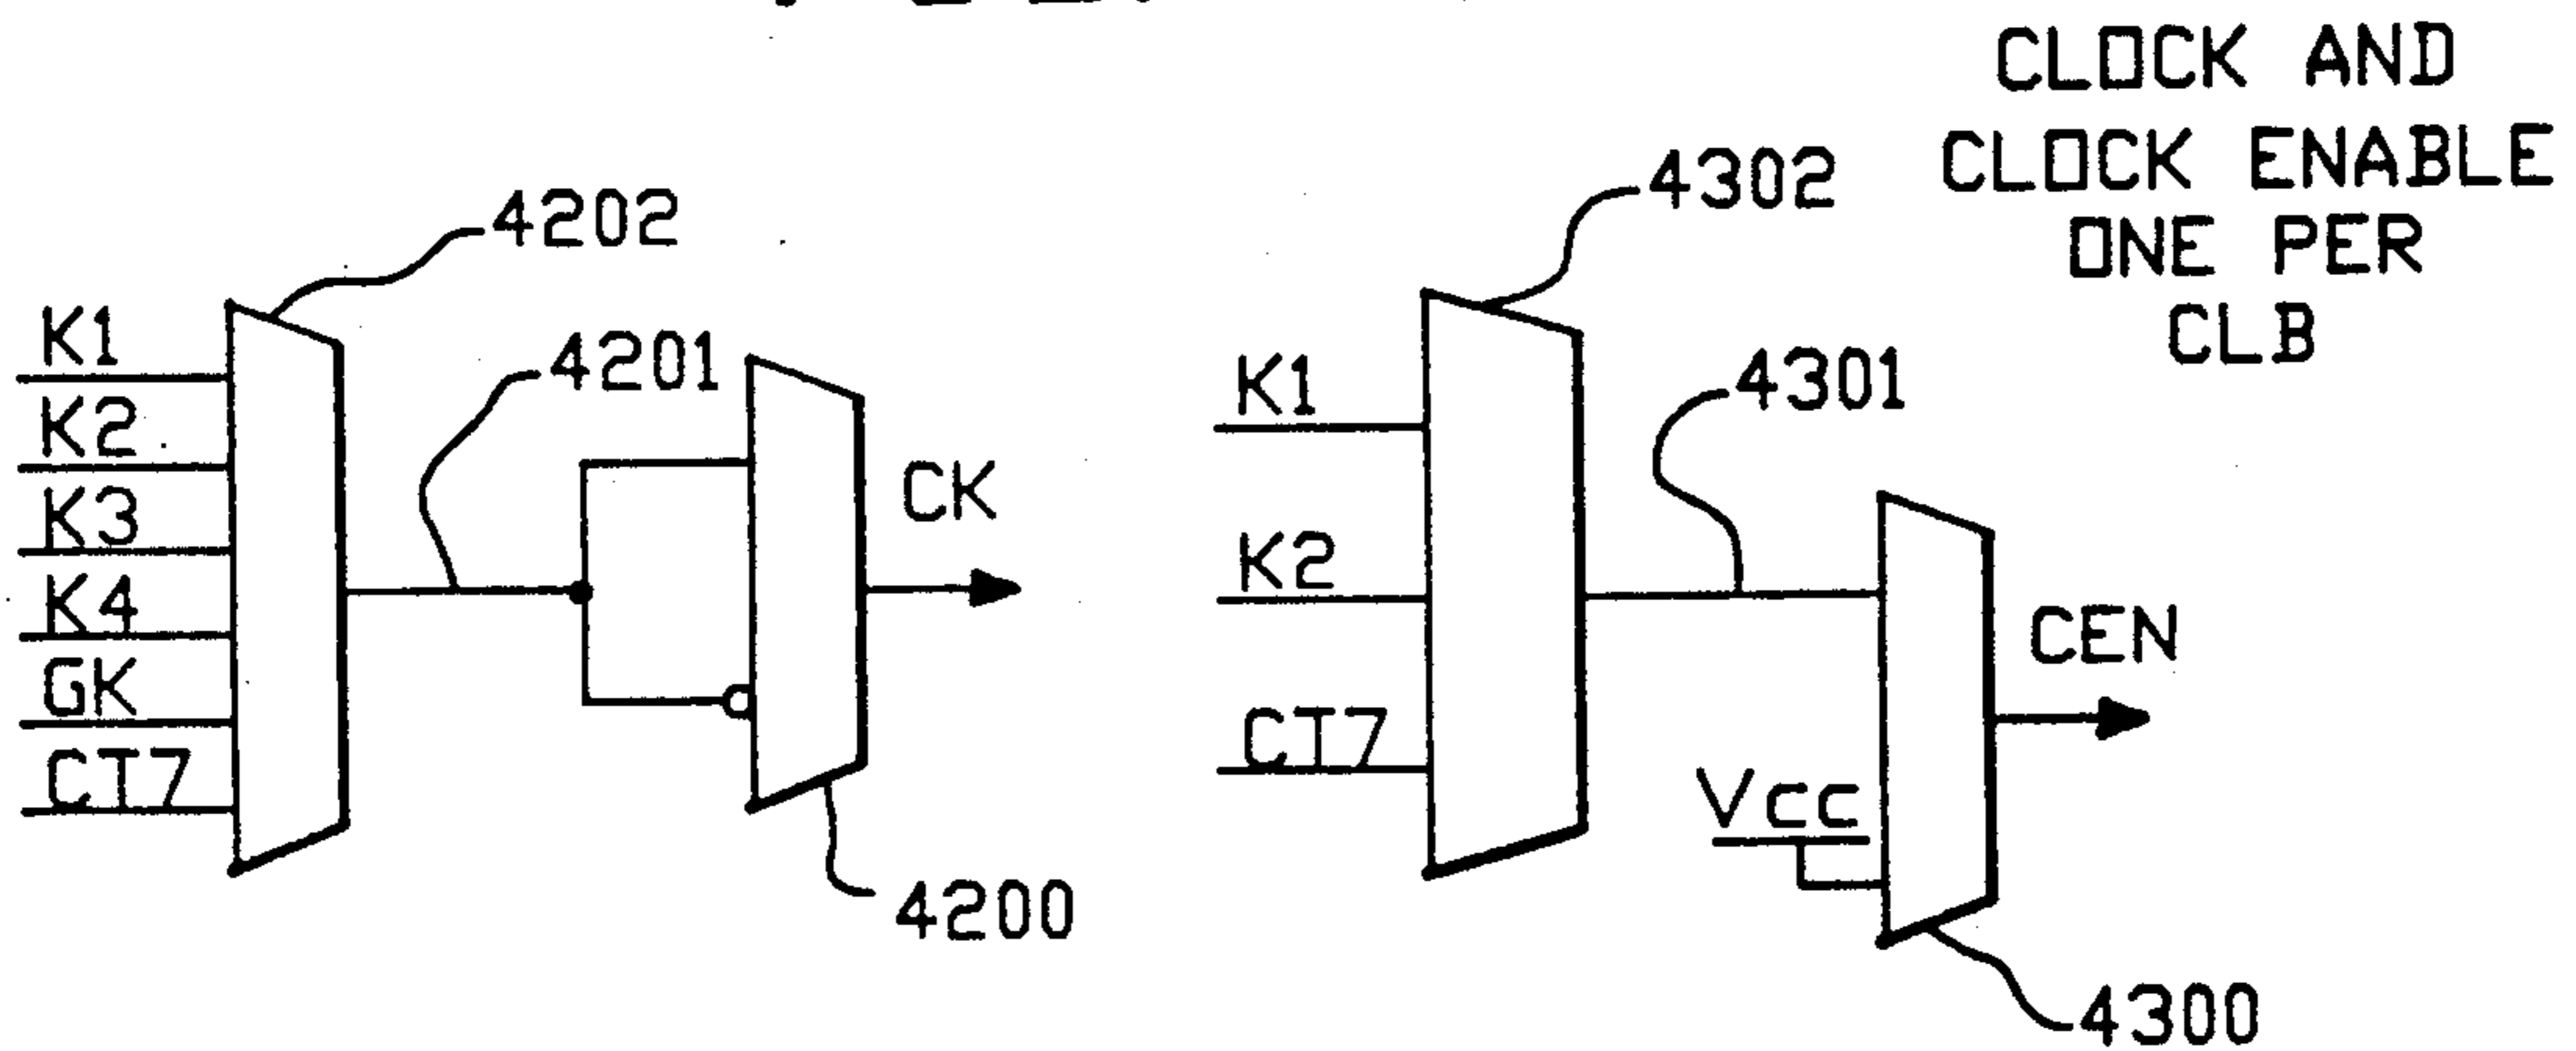 CLOCK AND
CLOCK ENABLE
ONE PER
CLB
4202
K1
K2
K3
K4
GK
CT7
4201
CK
4200
4302
K1
K2
CT7
4301
Vcc
CEN
4300